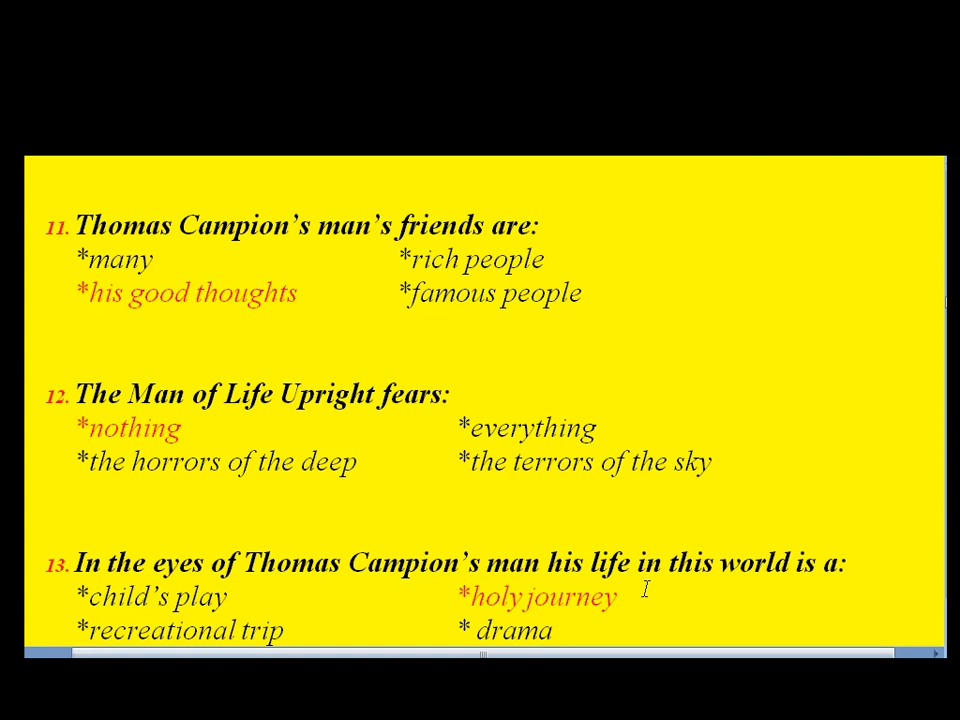 11. Thomas Campion's man's friends are:
*many *rich people
*his good thoughts *famous people
12. The Man of Life Upright fears:
*nothing *everything
*the horrors of the deep *the terrors of the sky
13. In the eyes of Thomas Campion's man his life in this world is a:
*child's play *holy journey
*recreational trip * drama